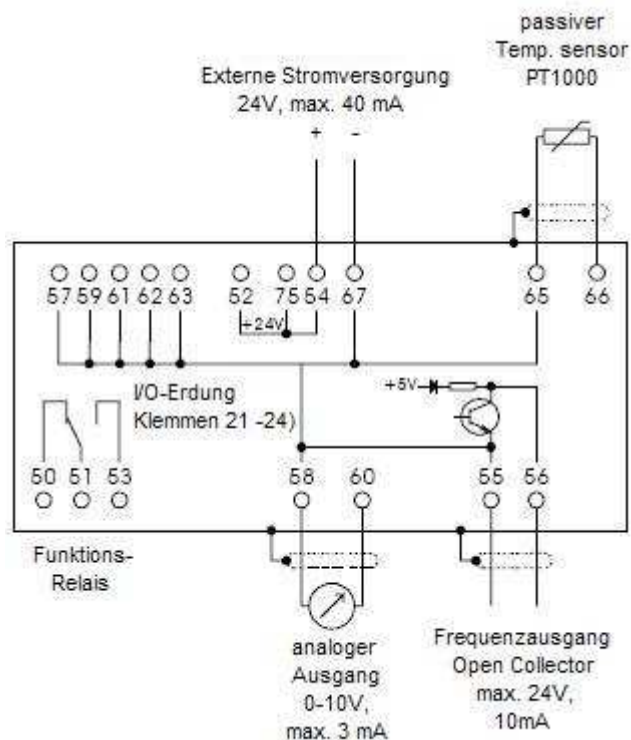 passiver
Temp. sensor
PT1000
Externe Stromversorgung
24V, max. 40 mA
+ -
57 59 61 62 63 52 75 54 67 65 66
+24V
I/O-Erdung
Klemmen 21 -24)
+5V
50 51 53 58 60 55 56
Funktions-
Relais
analoger
Ausgang
0-10V,
max. 3 mA
Frequenzausgang
Open Collector
max. 24V,
10mA